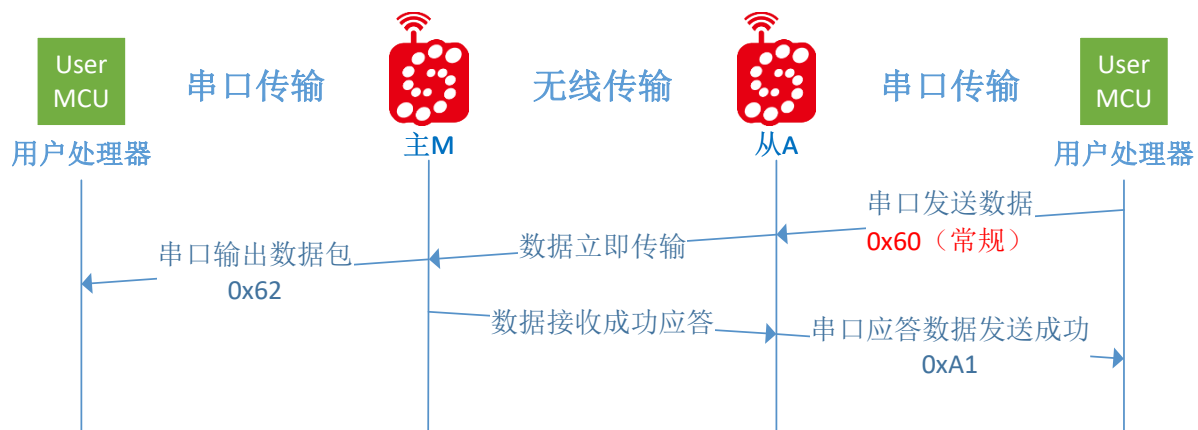 User
MCU
串口传输
无线传输
串口传输
User
MCU
用户处理器
主M
从A
用户处理器
串口发送数据
0x60（常规）
数据立即传输
串口输出数据包
0x62
数据接收成功应答
串口应答数据发送成功
0xA1